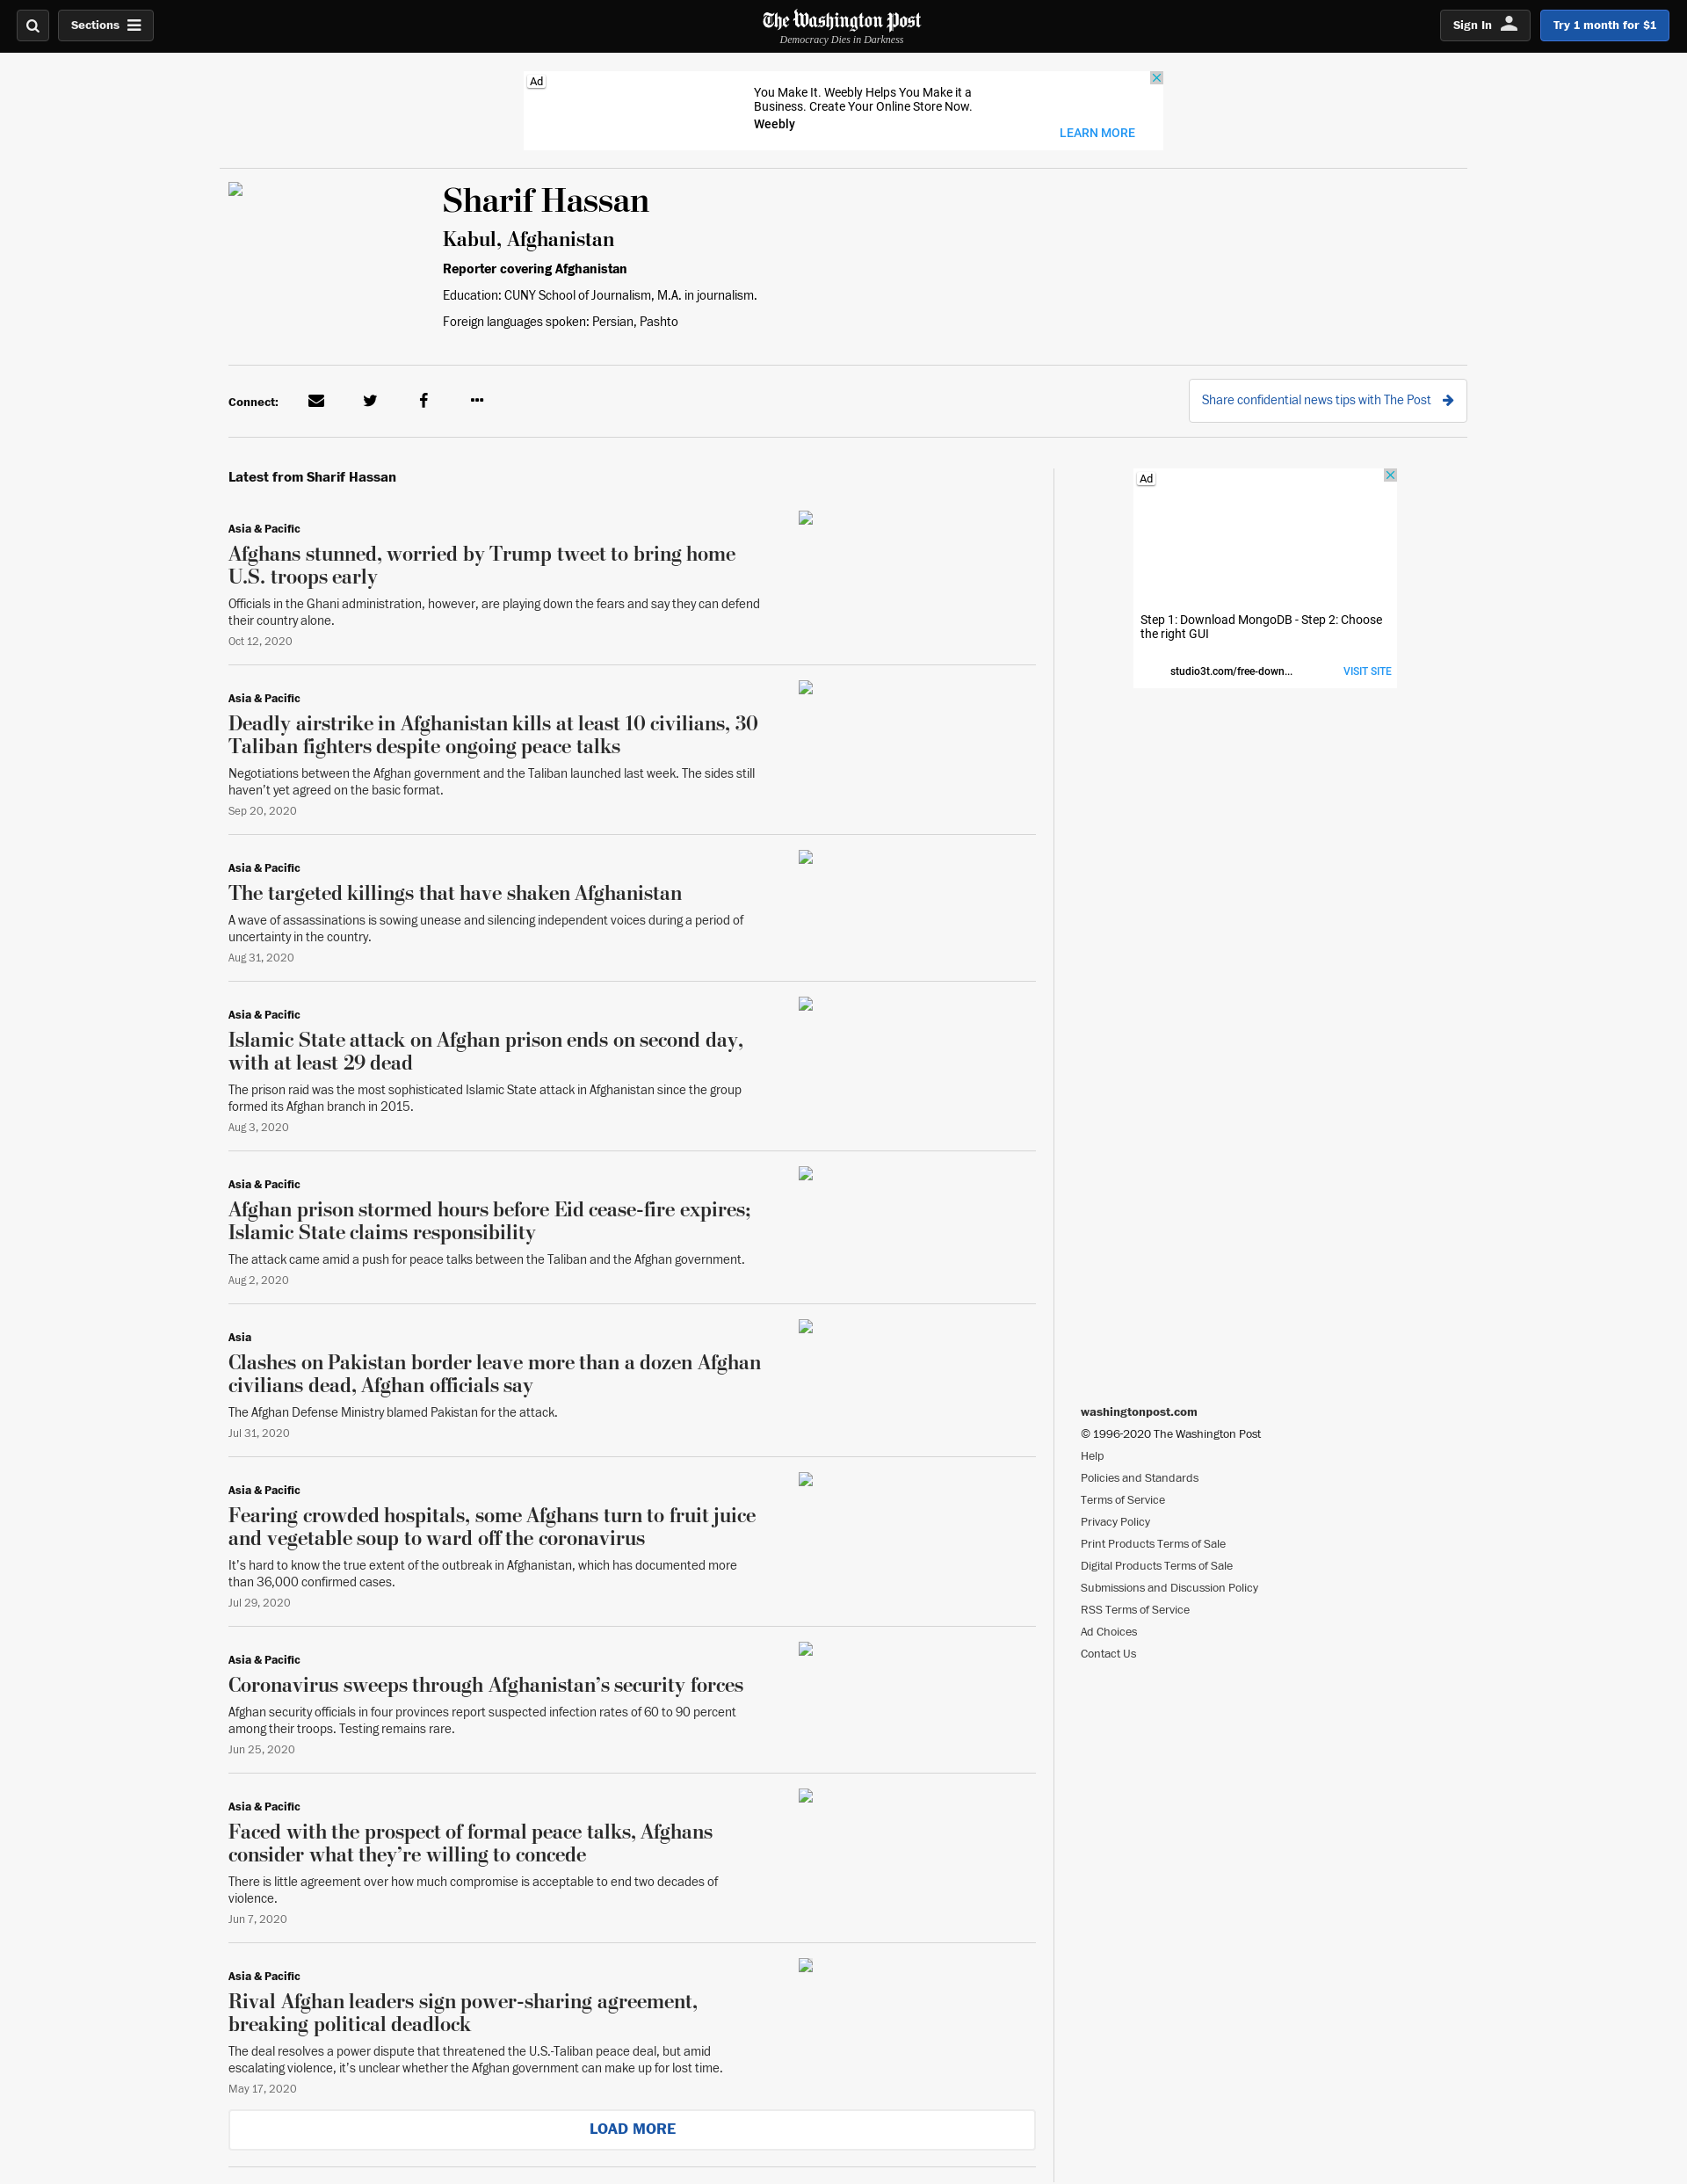 Sections
The Washington Post
Democracy Dies in Darkness
Sign In
Try 1 month for $1
Ad
You Make It. Weebly Helps You Make it a
Business. Create Your Online Store Now.
Weebly
LEARN MORE
Sharif Hassan
Kabul, Afghanistan
Reporter covering Afghanistan
Education: CUNY School of Journalism, M.A. in journalism.
Foreign languages spoken: Persian, Pashto
Connect:
Share confidential news tips with The Post
Latest from Sharif Hassan
Asia & Pacific
Afghans stunned, worried by Trump tweet to bring home
U.S. troops early
Officials in the Ghani administration, however, are playing down the fears and say they can defend
their country alone.
Oct 12, 2020
Asia & Pacific
Deadly airstrike in Afghanistan kills at least 10 civilians, 30
Taliban fighters despite ongoing peace talks
Negotiations between the Afghan government and the Taliban launched last week. The sides still
haven’t yet agreed on the basic format.
Sep 20, 2020
Asia & Pacific
The targeted killings that have shaken Afghanistan
A wave of assassinations is sowing unease and silencing independent voices during a period of
uncertainty in the country.
Aug 31, 2020
Asia & Pacific
Islamic State attack on Afghan prison ends on second day,
with at least 29 dead
The prison raid was the most sophisticated Islamic State attack in Afghanistan since the group
formed its Afghan branch in 2015.
Aug 3, 2020
Asia & Pacific
Afghan prison stormed hours before Eid cease-fire expires;
Islamic State claims responsibility
The attack came amid a push for peace talks between the Taliban and the Afghan government.
Aug 2, 2020
Asia
Clashes on Pakistan border leave more than a dozen Afghan
civilians dead, Afghan officials say
The Afghan Defense Ministry blamed Pakistan for the attack.
Jul 31, 2020
Asia & Pacific
Fearing crowded hospitals, some Afghans turn to fruit juice
and vegetable soup to ward off the coronavirus
It’s hard to know the true extent of the outbreak in Afghanistan, which has documented more
than 36,000 confirmed cases.
Jul 29, 2020
Asia & Pacific
Coronavirus sweeps through Afghanistan’s security forces
Afghan security officials in four provinces report suspected infection rates of 60 to 90 percent
among their troops. Testing remains rare.
Jun 25, 2020
Asia & Pacific
Faced with the prospect of formal peace talks, Afghans
consider what they’re willing to concede
There is little agreement over how much compromise is acceptable to end two decades of
violence.
Jun 7, 2020
Asia & Pacific
Rival Afghan leaders sign power-sharing agreement,
breaking political deadlock
The deal resolves a power dispute that threatened the U.S.-Taliban peace deal, but amid
escalating violence, it’s unclear whether the Afghan government can make up for lost time.
May 17, 2020
LOAD MORE
Ad
Step 1: Download MongoDB - Step 2: Choose
the right GUI
studio3t.com/free-down...
VISIT SITE
washingtonpost.com
© 1996-2020 The Washington Post
Help
Policies and Standards
Terms of Service
Privacy Policy
Print Products Terms of Sale
Digital Products Terms of Sale
Submissions and Discussion Policy
RSS Terms of Service
Ad Choices
Contact Us